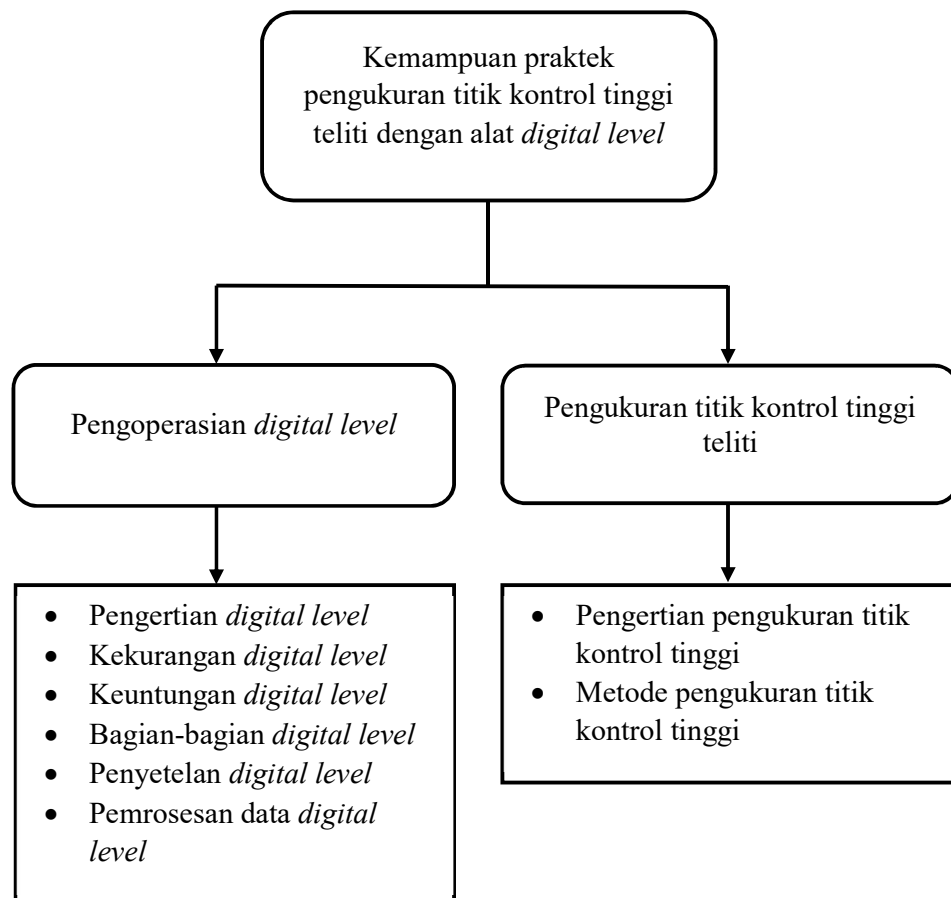 Kemampuan praktek
pengukuran titik kontrol tinggi
teliti dengan alat digital level
Pengoperasian digital level
Pengukuran titik kontrol tinggi
teliti
• Pengertian digital level
• Kekurangan digital level
• Keuntungan digital level
• Bagian-bagian digital level
• Penyetelan digital level
• Pemrosesan data digital
level
• Pengertian pengukuran titik
kontrol tinggi
• Metode pengukuran titik
kontrol tinggi